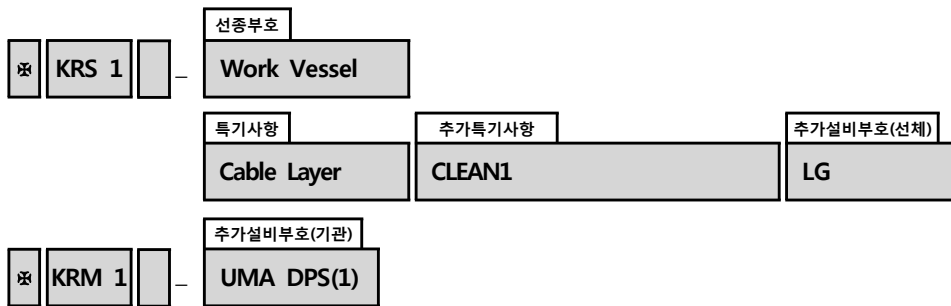 선종부호
✠ KRS 1 – Work Vessel
특기사항 추가특기사항 추가설비부호(선체)
Cable Layer CLEAN1 LG
추가설비부호(기관)
✠ KRM 1 – UMA DPS(1)